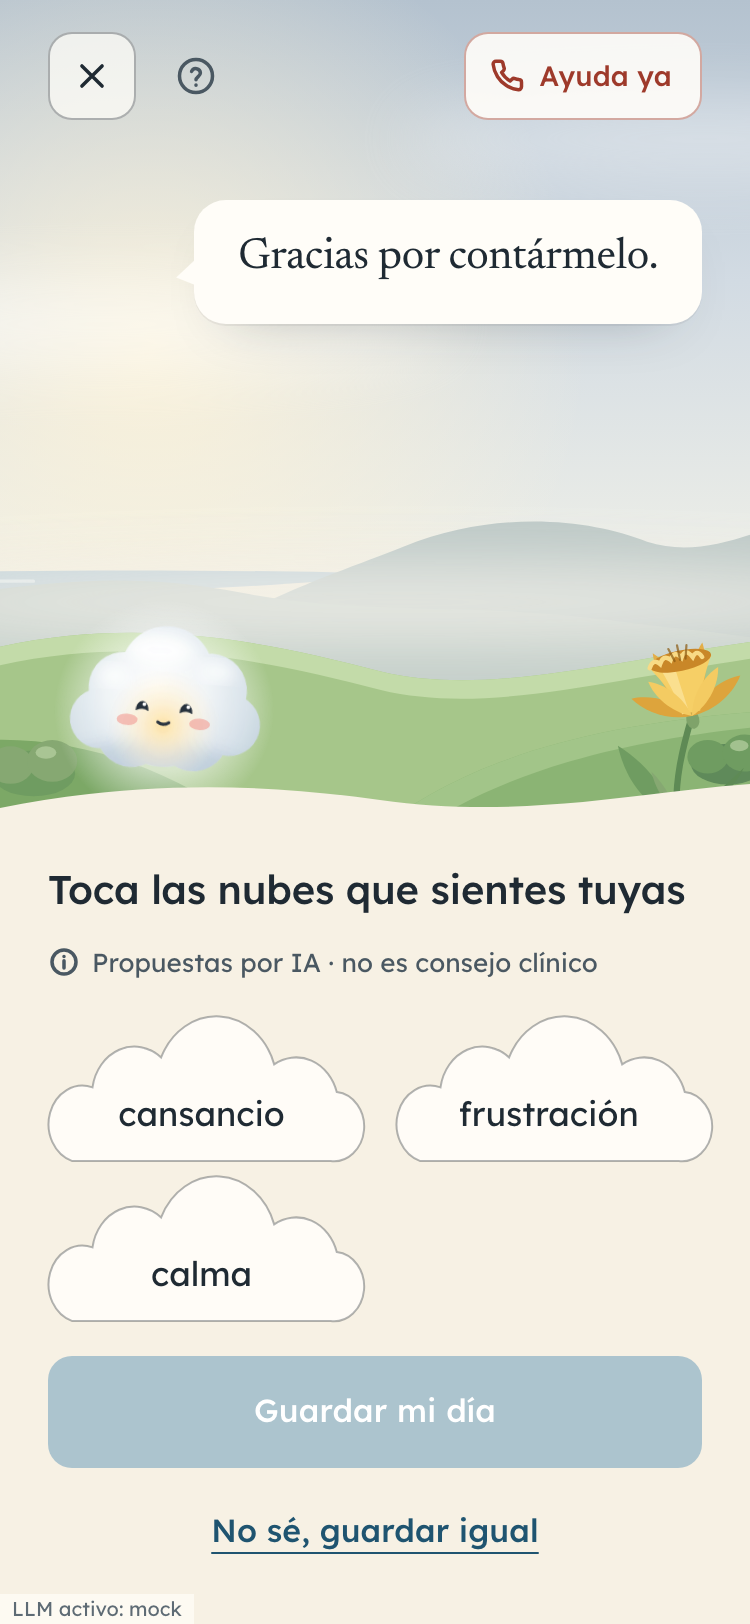 Ayuda ya
Gracias por contármelo.
Toca las nubes que sientes tuyas
Propuestas por IA · no es consejo clínico
cansancio
frustración
calma
Guardar mi día
No sé, guardar igual
LLM activo: mock